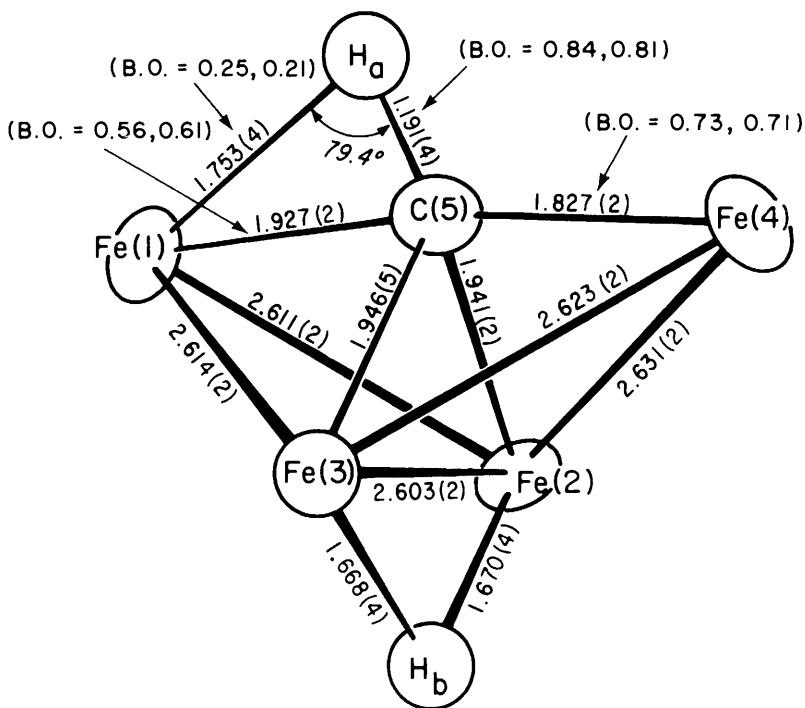 H_a
(B.O. = 0.84, 0.81)
(B.O. = 0.25, 0.21)
(B.O. = 0.73, 0.71)
(B.O. = 0.56, 0.61)
1.753(4)
79.4°
1.191(4)
Fe(1)
1.927(2)
C(5)
1.827(2)
Fe(4)
2.614(2)
2.611(2)
1.946(5)
1.941(2)
2.623(2)
2.631(2)
Fe(3)
2.603(2)
Fe(2)
1.668(4)
1.670(4)
H_b